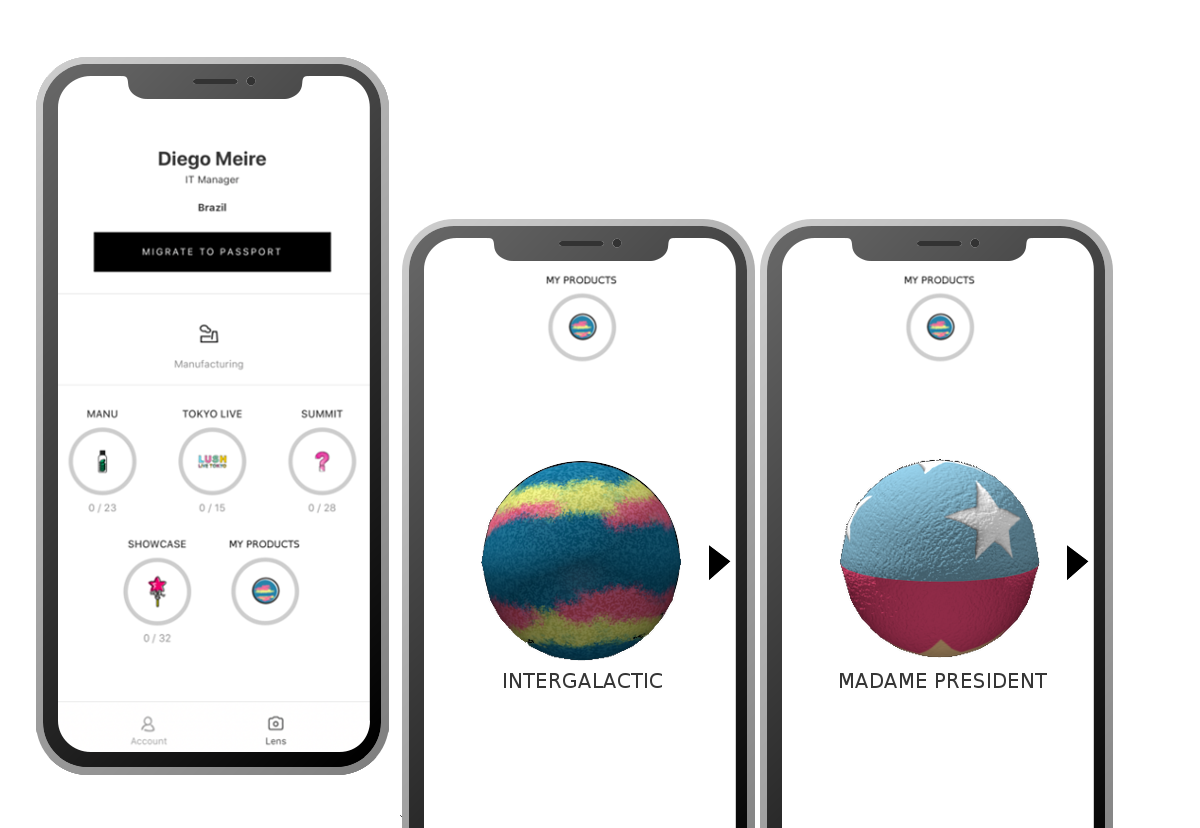 Diego Meire
IT Manager
Brazil
MIGRATE TO PASSPORT
Manufacturing
MANU
TOKYO LIVE
SUMMIT
LUSH
LIVE TOKYO
0 / 23
0 / 15
0 / 28
SHOWCASE
MY PRODUCTS
0 / 32
Account
Lens
MY PRODUCTS
INTERGALACTIC
MY PRODUCTS
MADAME PRESIDENT